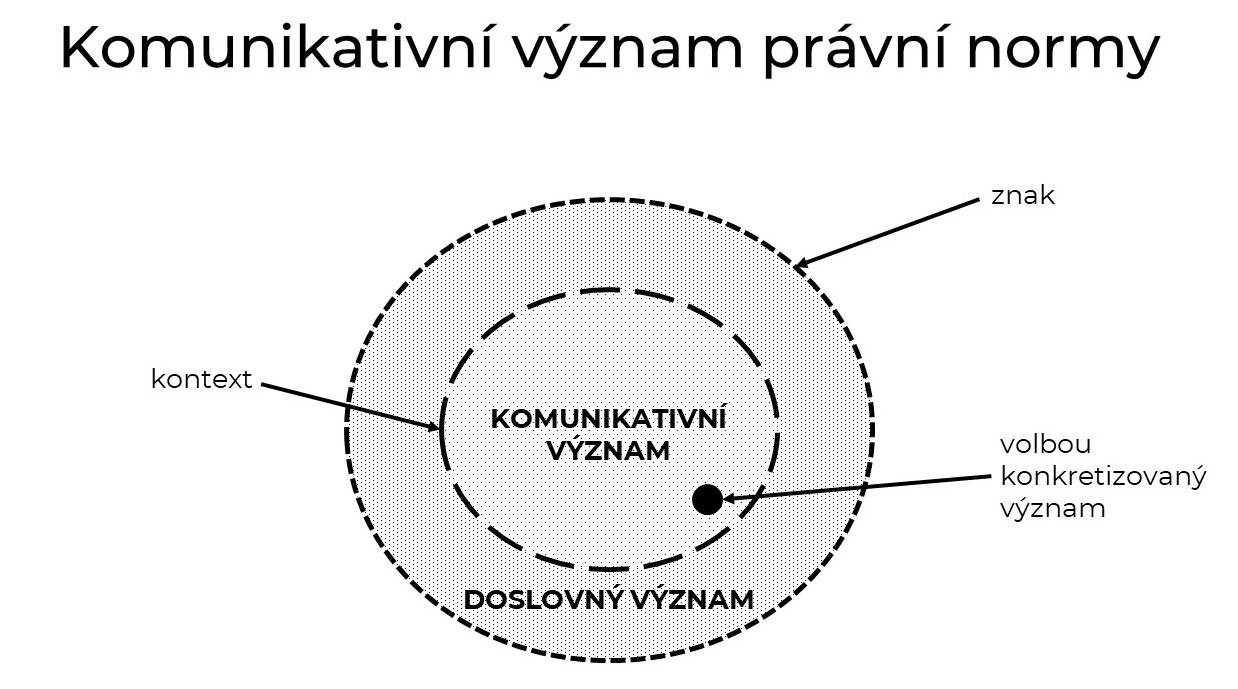 Komunikativní význam právní normy
znak
kontext
KOMUNIKATIVNÍ
VÝZNAM
volbou
konkretizovaný
význam
DOSLOVNÝ VÝZNAM